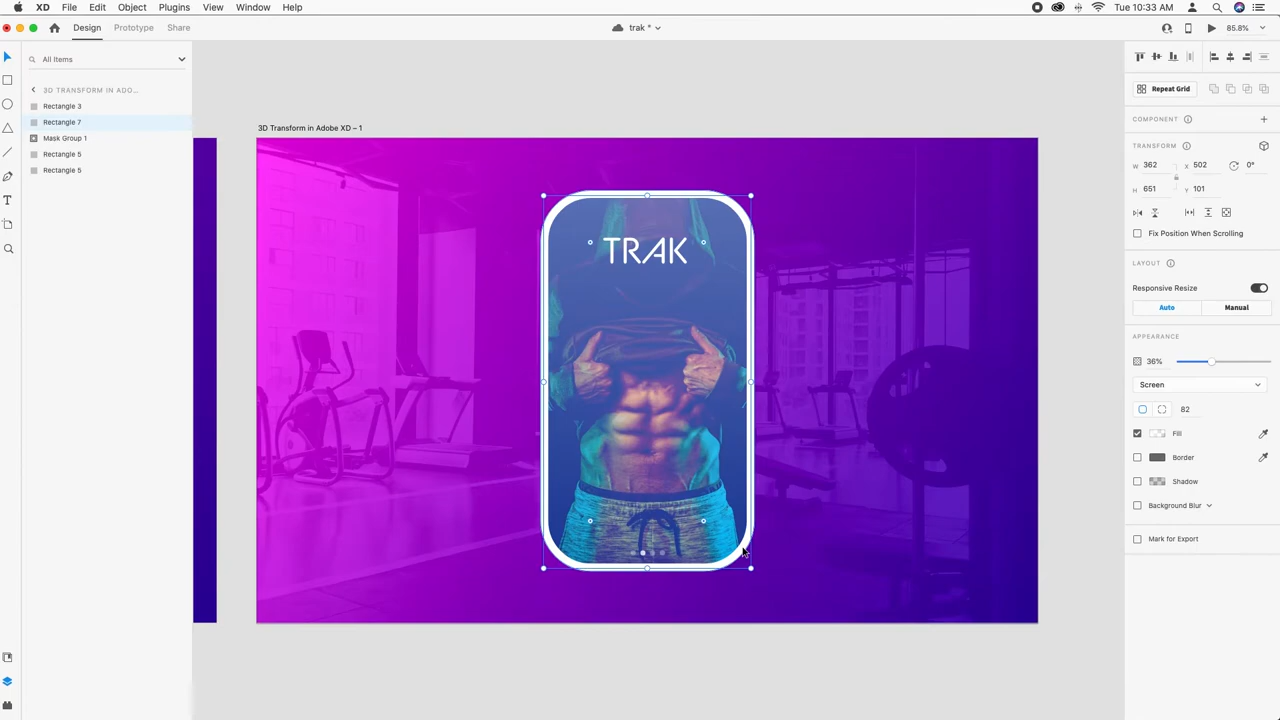 XD File Edit Object Plugins View Window Help
Tue 10:33 AM
Design Prototype Share
trak *
85.8%
All Items
3D TRANSFORM IN ADO...
Rectangle 3
Rectangle 7
Mask Group 1
Rectangle 5
Rectangle 5
3D Transform in Adobe XD – 1
TRAK
Repeat Grid
COMPONENT
TRANSFORM
W 362 X 502 0°
H 651 Y 101
Fix Position When Scrolling
LAYOUT
Responsive Resize
Auto Manual
APPEARANCE
36%
Screen
82
Fill
Border
Shadow
Background Blur
Mark for Export